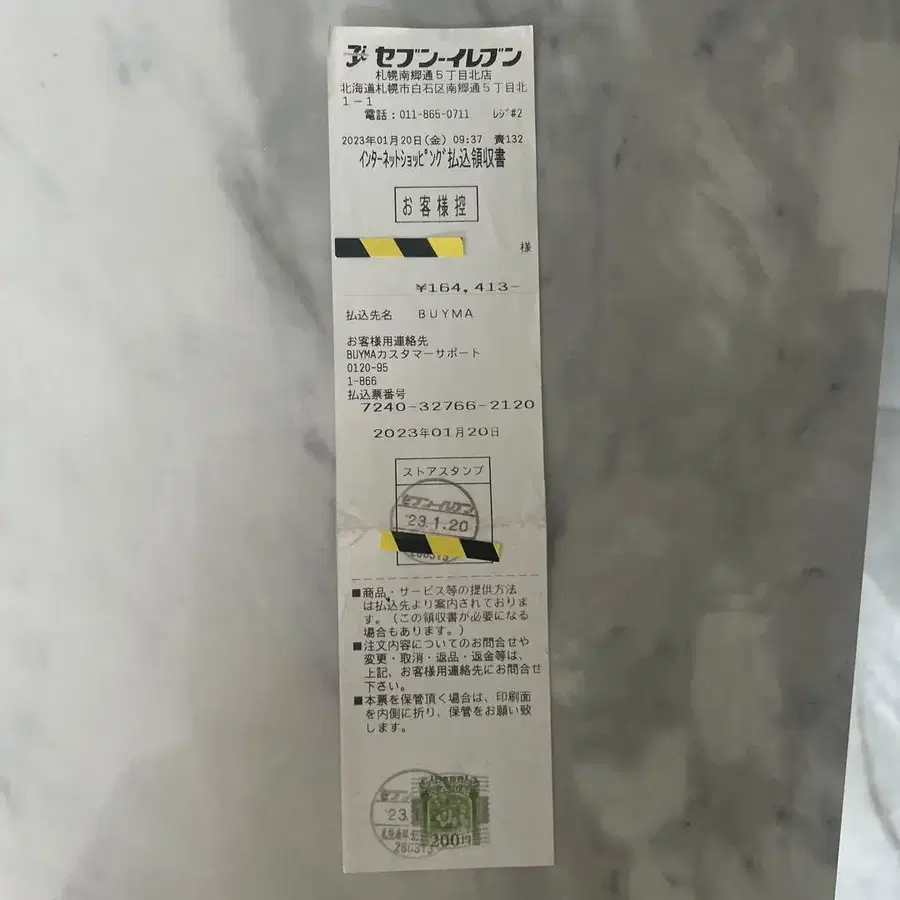 セブン-イレブン
札幌南郷通5丁目北店
北海道札幌市白石区南郷通5丁目北
1-1
電話:011-865-0711 レジ#2
2023年01月20日(金) 09:37 責132
インターネットショッピング払込領収書
お客様控
様
¥164,413-
払込先名 BUYMA
お客様用連絡先
BUYMAカスタマーサポート
0120-95
1-866
払込票番号
7240-32766-2120
2023年01月20日
ストアスタンプ
セブン-イレブン
'23.1.20
■商品・サービス等の提供方法
は払込先より案内されておりま
す。(この領収書が必要になる
場合もあります。)
■注文内容についてのお問合せや
変更・取消・返品・返金等は、
上記、お客様用連絡先にお問合せ
下さい。
■本票を保管頂く場合は、印刷面
を内側に折り、保管をお願い致
します。
セブン
'23.
200円